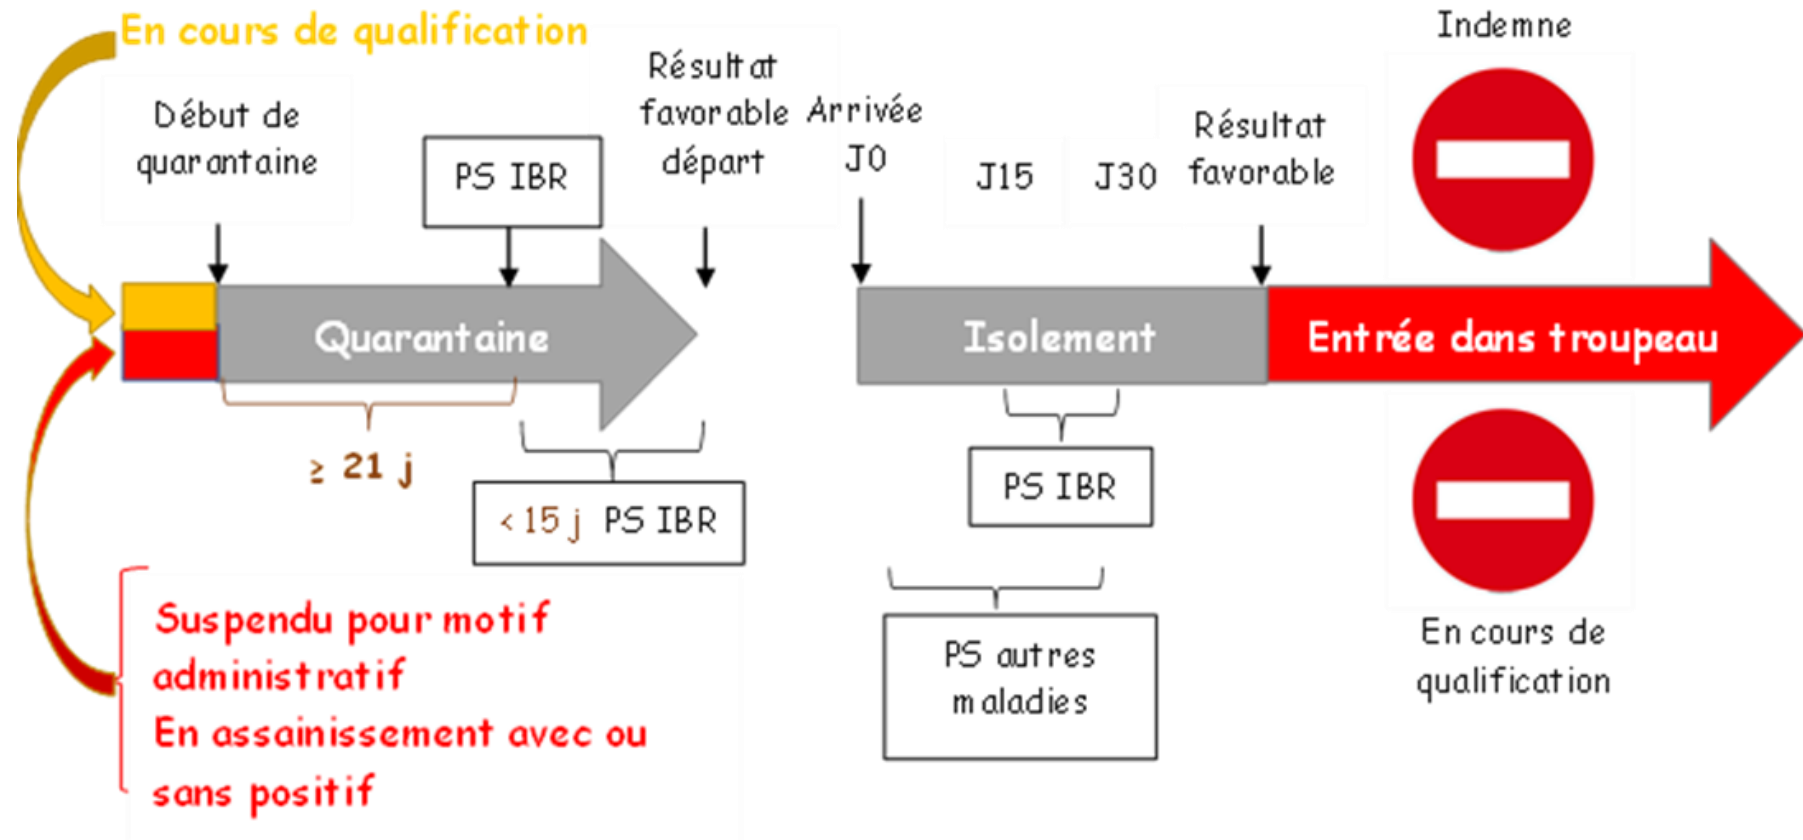 En cours de qualification
Début de
quarantaine
PS IBR
Résultat
favorable
départ
Arrivée
J0
J15
J30
Résultat
favorable
Indemne
Quarantaine
Isolement
Entrée dans troupeau
≥ 21 j
< 15 j PS IBR
PS IBR
PS autres
maladies
Suspendu pour motif
administratif
En assainissement avec ou
sans positif
En cours de
qualification